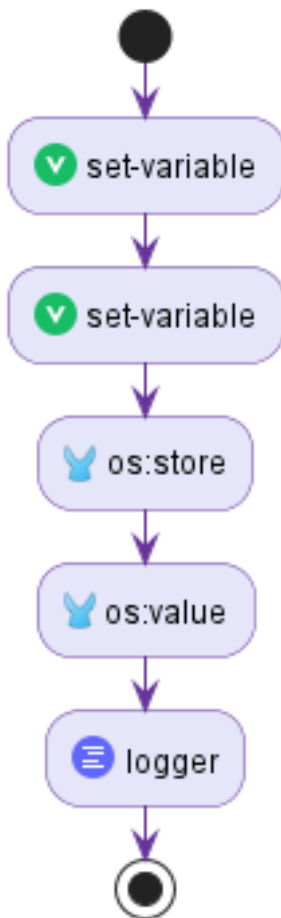 set-variable
set-variable
os:store
os:value
logger